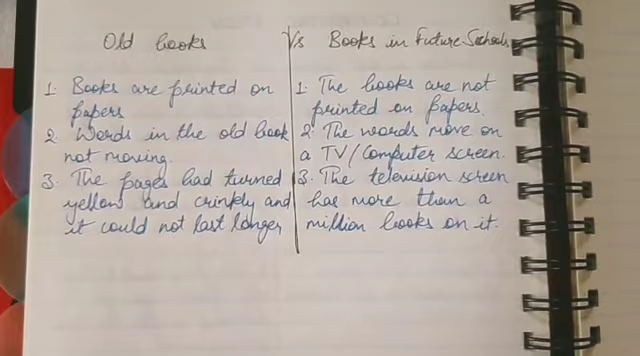 Old books Vs Books in Future Schools
1. Books are printed on
papers
2. Words in the old book
not moving.
3. The pages had turned
yellow and crinkly and
it could not last longer
1. The books are not
printed on papers.
2. The words move on
a TV/Computer screen.
3. The television screen
has more than a
million books on it.